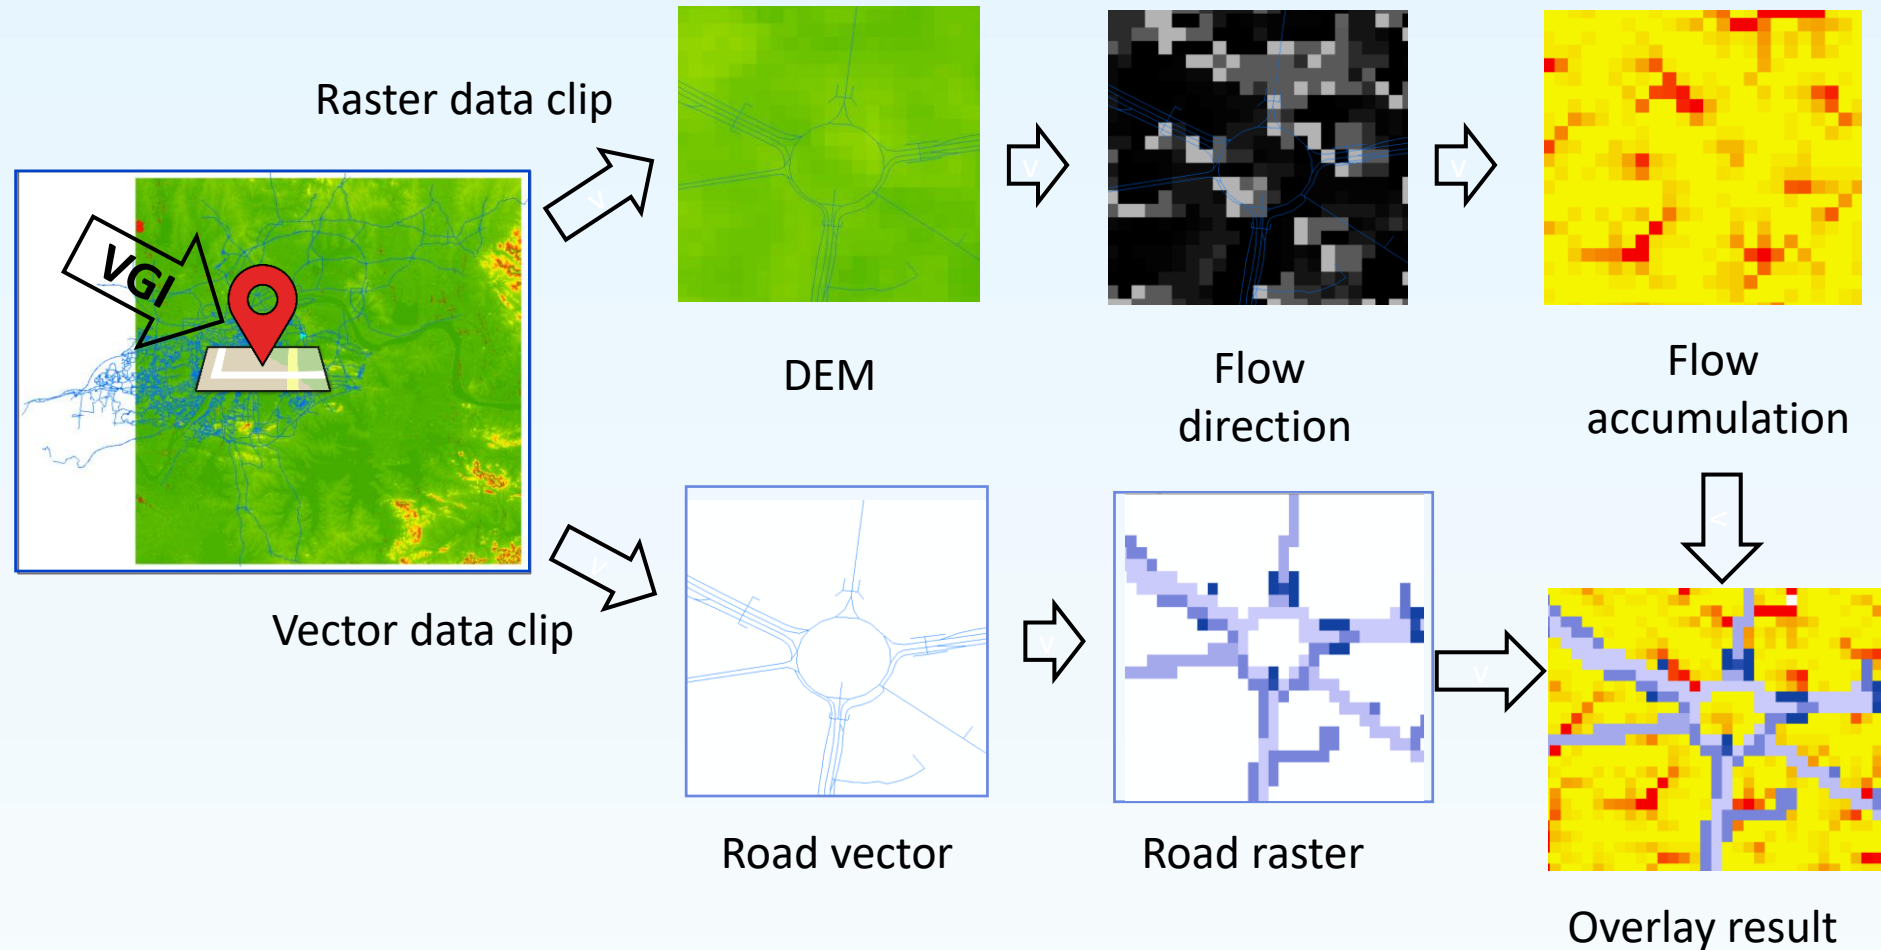 Raster data clip
VGI
DEM
Flow
direction
Flow
accumulation
Vector data clip
Road vector
Road raster
Overlay result
v
v
v
v
v
v
v